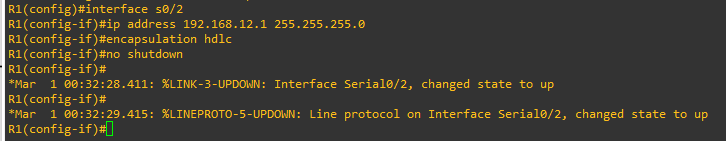 R1(config)#interface s0/2
R1(config-if)#ip address 192.168.12.1 255.255.255.0
R1(config-if)#encapsulation hdlc
R1(config-if)#no shutdown
R1(config-if)#
*Mar  1 00:32:28.411: %LINK-3-UPDOWN: Interface Serial0/2, changed state to up
R1(config-if)#
*Mar  1 00:32:29.415: %LINEPROTO-5-UPDOWN: Line protocol on Interface Serial0/2, changed state to up
R1(config-if)#